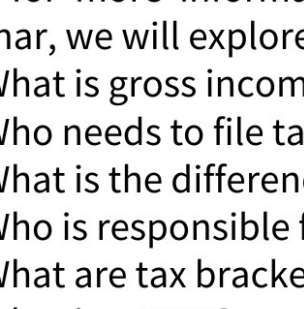 nar, we will explore
What is gross incom
Who needs to file ta
What is the differen
Who is responsible f
What are tax bracke